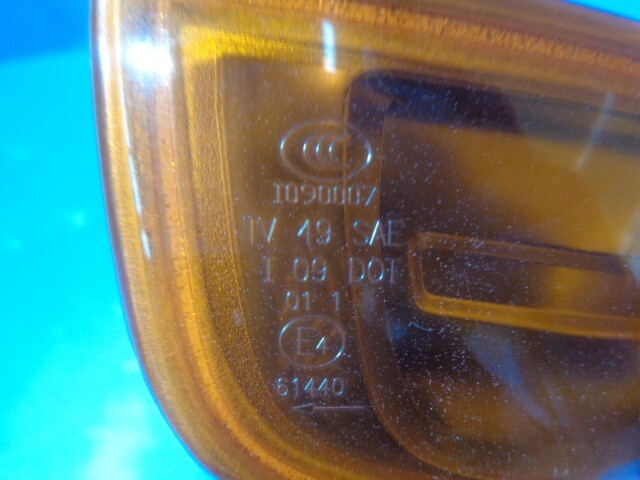 CCC
I090007
TV 49 SAE
I 09 DOT
01 1
E4
61440